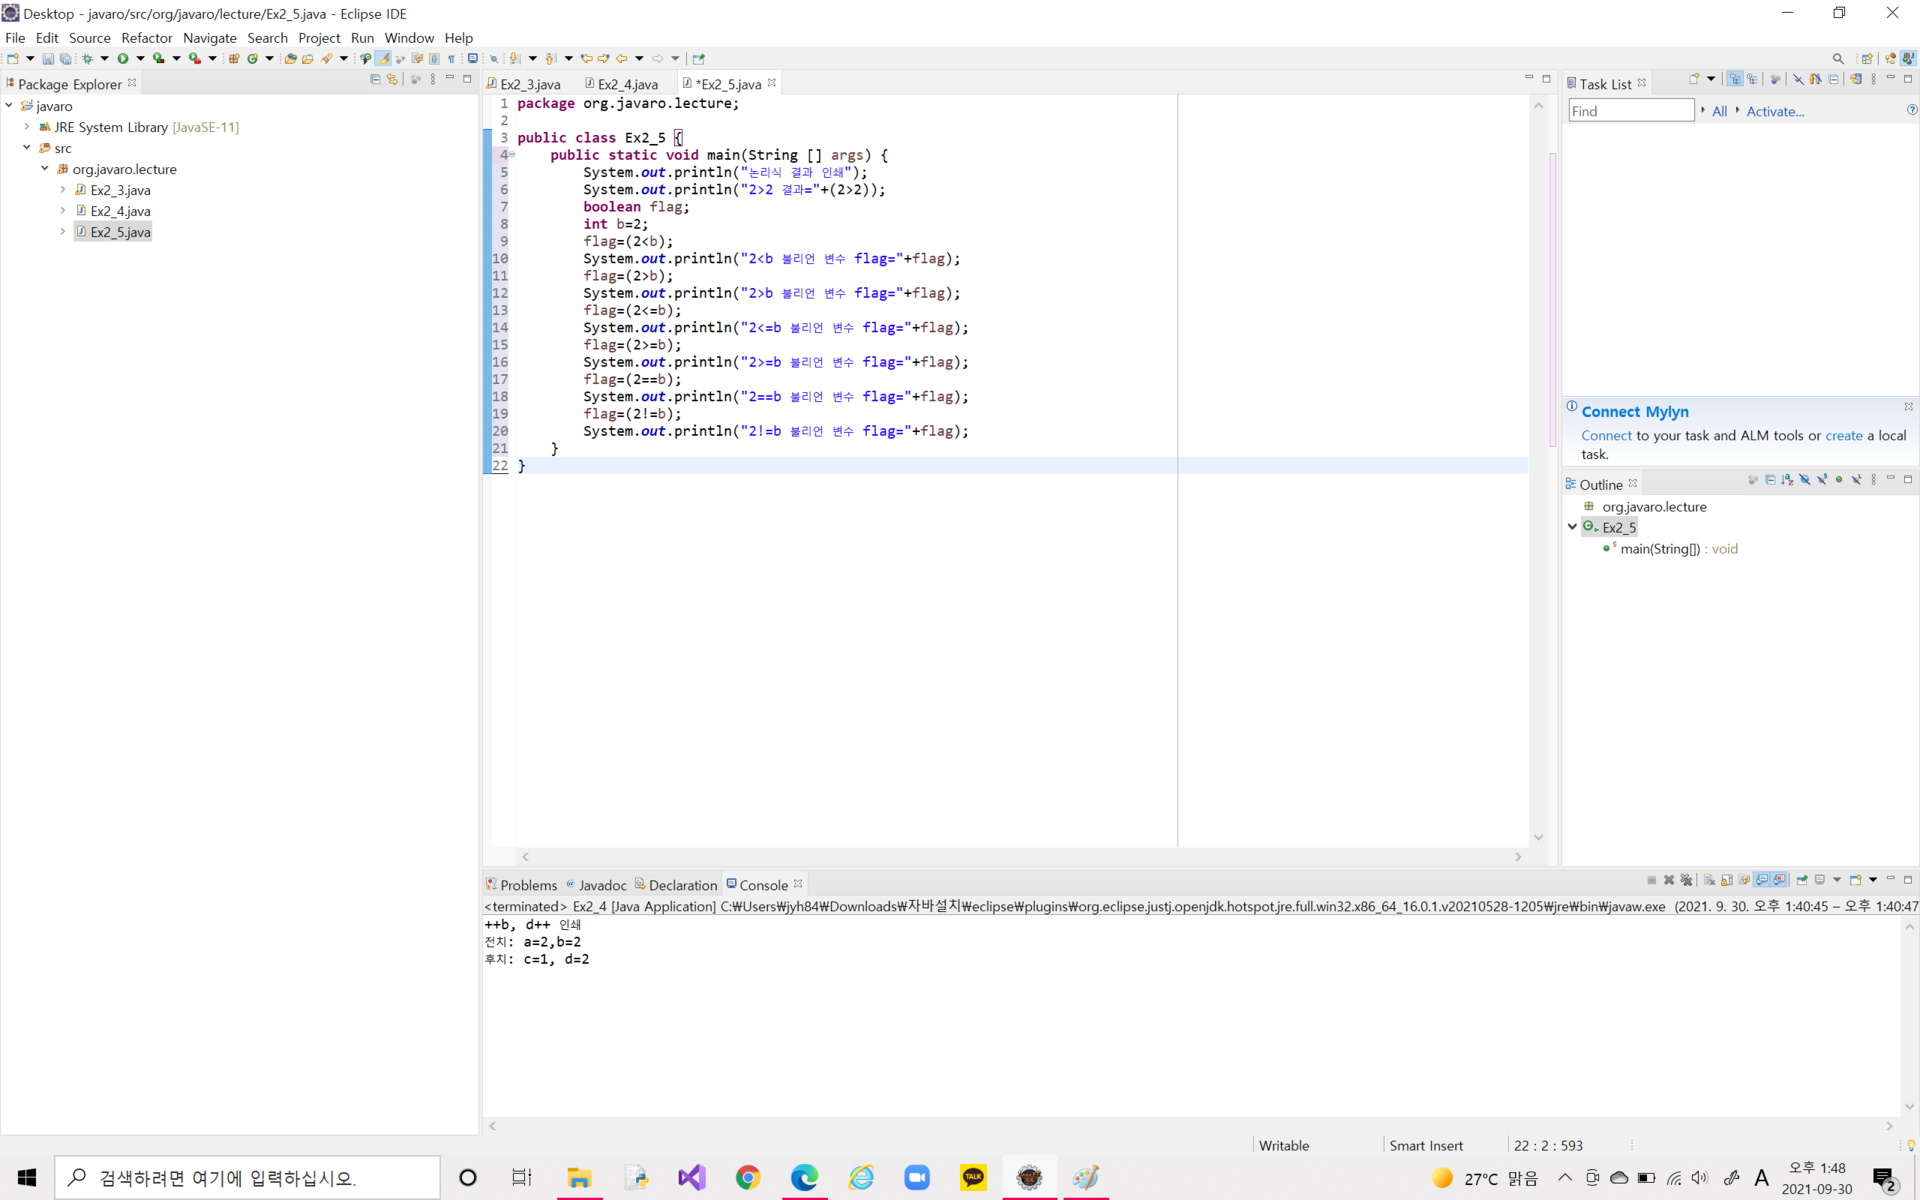 Desktop - javaro/src/org/javaro/lecture/Ex2_5.java - Eclipse IDE
File Edit Source Refactor Navigate Search Project Run Window Help
Package Explorer
javaro
JRE System Library [JavaSE-11]
src
org.javaro.lecture
Ex2_3.java
Ex2_4.java
Ex2_5.java
Ex2_3.java Ex2_4.java *Ex2_5.java
1 package org.javaro.lecture;
2
3 public class Ex2_5 {
4 public static void main(String [] args) {
5 System.out.println("논리식 결과 인쇄");
6 System.out.println("2>2 결과="+(2>2));
7 boolean flag;
8 int b=2;
9 flag=(2<b);
10 System.out.println("2<b 불리언 변수 flag="+flag);
11 flag=(2>b);
12 System.out.println("2>b 불리언 변수 flag="+flag);
13 flag=(2<=b);
14 System.out.println("2<=b 불리언 변수 flag="+flag);
15 flag=(2>=b);
16 System.out.println("2>=b 불리언 변수 flag="+flag);
17 flag=(2==b);
18 System.out.println("2==b 불리언 변수 flag="+flag);
19 flag=(2!=b);
20 System.out.println("2!=b 불리언 변수 flag="+flag);
21 }
22 }
Task List
Find All Activate...
Connect Mylyn
Connect to your task and ALM tools or create a local
task.
Outline
org.javaro.lecture
Ex2_5
main(String[]) : void
Problems Javadoc Declaration Console
<terminated> Ex2_4 [Java Application] C:₩Users₩jyh84₩Downloads₩자바설치₩eclipse₩plugins₩org.eclipse.justj.openjdk.hotspot.jre.full.win32.x86_64_16.0.1.v20210528-1205₩jre₩bin₩javaw.exe (2021. 9. 30. 오후 1:40:45 – 오후 1:40:47
++b, d++ 인쇄
전치: a=2,b=2
후치: c=1, d=2
Writable Smart Insert 22 : 2 : 593
검색하려면 여기에 입력하십시오.
TALK
27°C 맑음
A
오후 1:48
2021-09-30
2